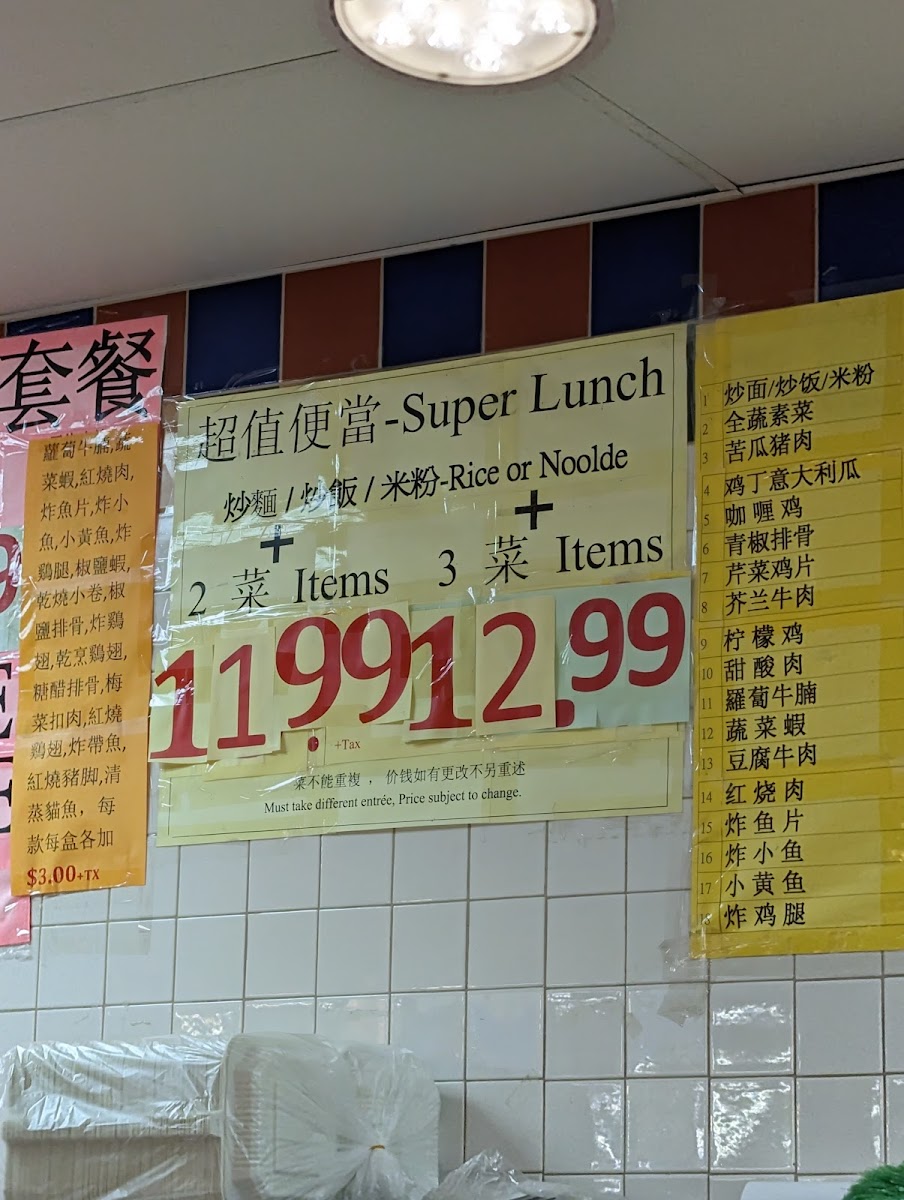 套餐
蘿蔔牛腩,蔬
菜蝦,紅燒肉,
炸魚片,炸小
魚,小黃魚,炸
鷄腿,椒鹽蝦,
乾燒小卷,椒
鹽排骨,炸鷄
翅,乾烹鷄翅,
糖醋排骨,梅
菜扣肉,紅燒
鷄翅,炸帶魚,
紅燒豬脚,清
蒸貓魚，每
款每盒各加
$3.00+TX
超值便當-Super Lunch
炒麵 / 炒飯 / 米粉-Rice or Noolde
+ +
2 菜 Items 3 菜 Items
1199 12.99
+Tax
菜不能重複 ，价钱如有更改不另重述
Must take different entrée, Price subject to change.
1 炒面/炒饭/米粉
2 全蔬素菜
3 苦瓜猪肉
4 鸡丁意大利瓜
5 咖喱鸡
6 青椒排骨
7 芹菜鸡片
8 芥兰牛肉
9 柠檬鸡
10 甜酸肉
11 羅蔔牛腩
12 蔬菜蝦
13 豆腐牛肉
14 红烧肉
15 炸鱼片
16 炸小鱼
17 小黄鱼
18 炸鸡腿